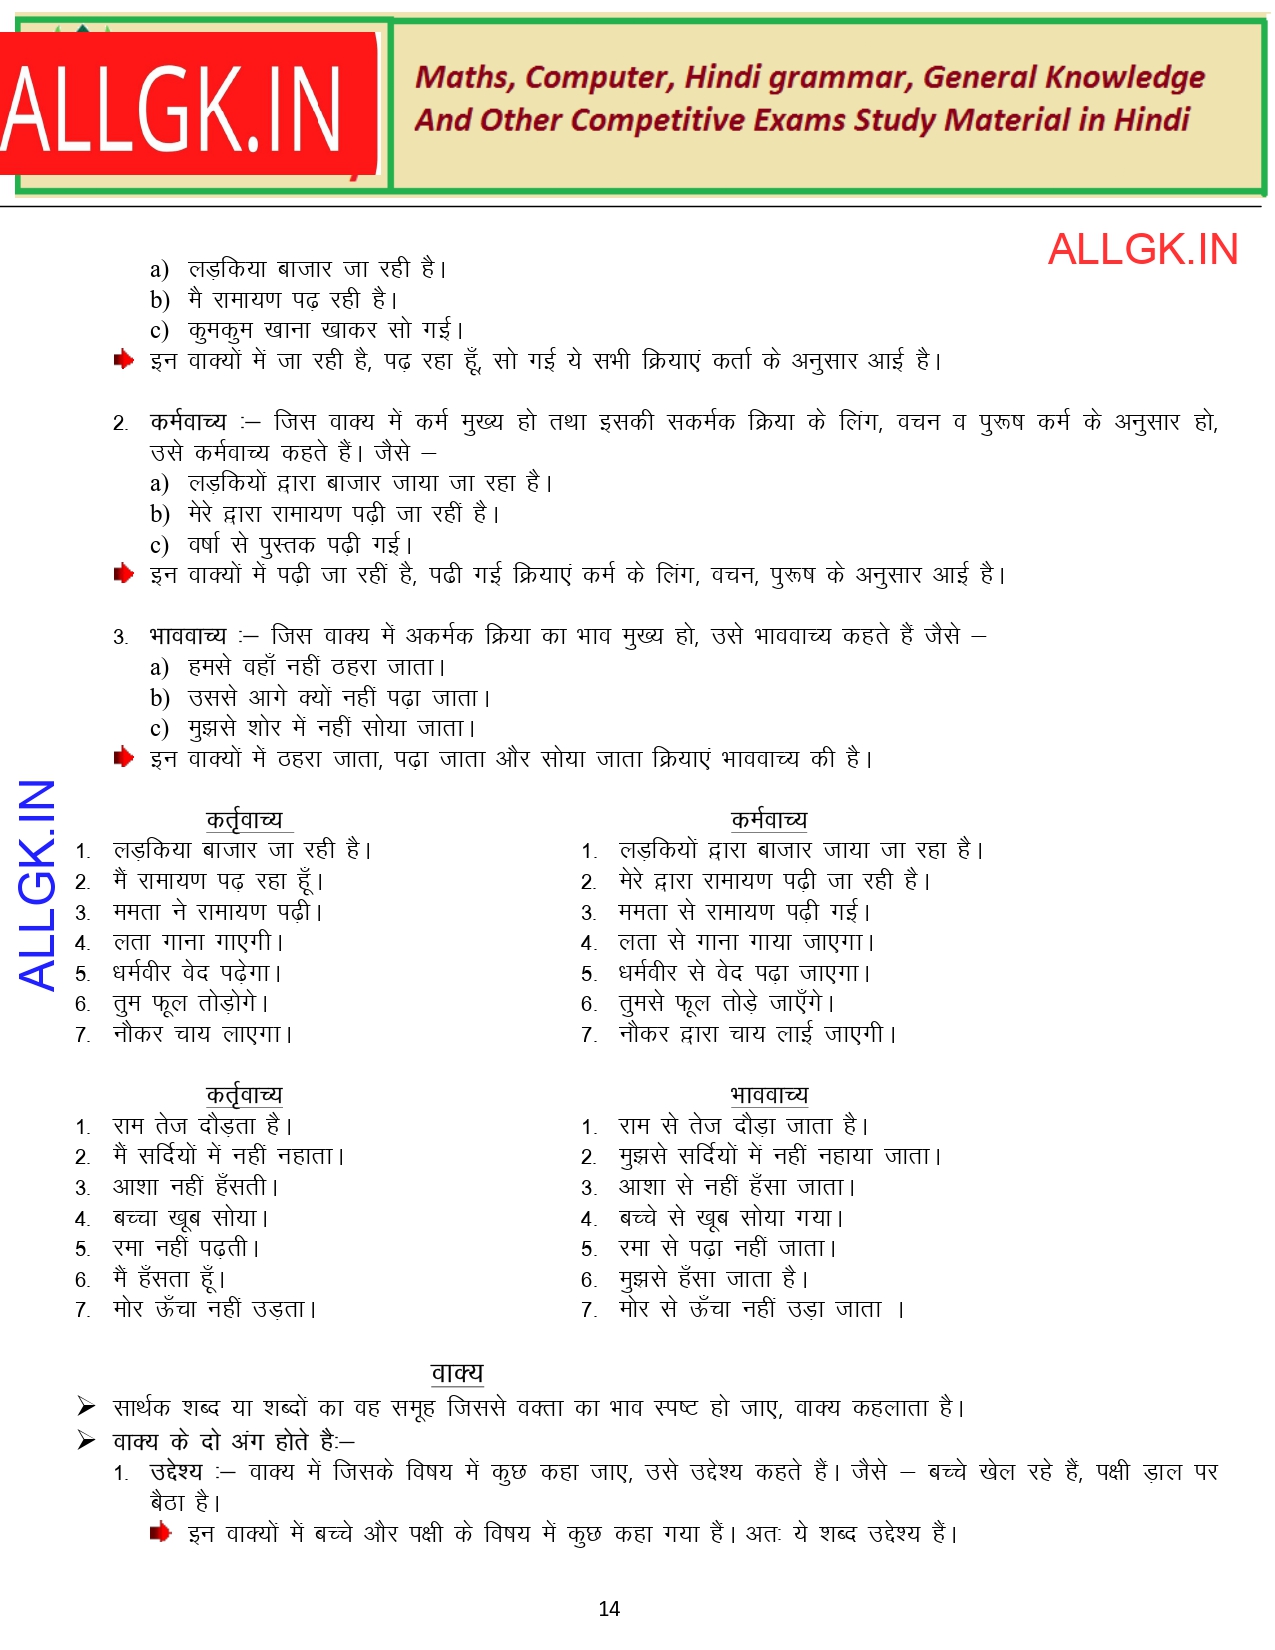 ALLGK.IN
Maths, Computer, Hindi grammar, General Knowledge
And Other Competitive Exams Study Material in Hindi
ALLGK.IN
a) लड़किया बाजार जा रही है।
b) मै रामायण पढ़ रही है।
c) कुमकुम खाना खाकर सो गई।
इन वाक्यों में जा रही है, पढ़ रहा हूँ, सो गई ये सभी क्रियाएं कर्ता के अनुसार आई है।
2. कर्मवाच्य :– जिस वाक्य में कर्म मुख्य हो तथा इसकी सकर्मक क्रिया के लिंग, वचन व पुरूष कर्म के अनुसार हो,
उसे कर्मवाच्य कहते हैं। जैसे –
a) लड़कियों द्वारा बाजार जाया जा रहा है।
b) मेरे द्वारा रामायण पढ़ी जा रहीं है।
c) वर्षा से पुस्तक पढ़ी गई।
इन वाक्यों में पढ़ी जा रहीं है, पढी गई क्रियाएं कर्म के लिंग, वचन, पुरूष के अनुसार आई है।
3. भाववाच्य :– जिस वाक्य में अकर्मक क्रिया का भाव मुख्य हो, उसे भाववाच्य कहते हैं जैसे –
a) हमसे वहाँ नहीं ठहरा जाता।
b) उससे आगे क्यों नहीं पढ़ा जाता।
c) मुझसे शोर में नहीं सोया जाता।
इन वाक्यों में ठहरा जाता, पढ़ा जाता और सोया जाता क्रियाएं भाववाच्य की है।
ALLGK.IN
कर्तृवाच्य कर्मवाच्य
1. लड़किया बाजार जा रही है। 1. लड़कियों द्वारा बाजार जाया जा रहा है।
2. मैं रामायण पढ़ रहा हूँ। 2. मेरे द्वारा रामायण पढ़ी जा रही है।
3. ममता ने रामायण पढ़ी। 3. ममता से रामायण पढ़ी गई।
4. लता गाना गाएगी। 4. लता से गाना गाया जाएगा।
5. धर्मवीर वेद पढ़ेगा। 5. धर्मवीर से वेद पढ़ा जाएगा।
6. तुम फूल तोड़ोगे। 6. तुमसे फूल तोड़े जाएँगे।
7. नौकर चाय लाएगा। 7. नौकर द्वारा चाय लाई जाएगी।
कर्तृवाच्य भाववाच्य
1. राम तेज दौड़ता है। 1. राम से तेज दौड़ा जाता है।
2. मैं सर्दियों में नहीं नहाता। 2. मुझसे सर्दियों में नहीं नहाया जाता।
3. आशा नहीं हँसती। 3. आशा से नहीं हँसा जाता।
4. बच्चा खूब सोया। 4. बच्चे से खूब सोया गया।
5. रमा नहीं पढ़ती। 5. रमा से पढ़ा नहीं जाता।
6. मैं हँसता हूँ। 6. मुझसे हँसा जाता है।
7. मोर ऊँचा नहीं उड़ता। 7. मोर से ऊँचा नहीं उड़ा जाता ।
वाक्य
सार्थक शब्द या शब्दों का वह समूह जिससे वक्ता का भाव स्पष्ट हो जाए, वाक्य कहलाता है।
वाक्य के दो अंग होते है:–
1. उद्देश्य :– वाक्य में जिसके विषय में कुछ कहा जाए, उसे उद्देश्य कहते हैं। जैसे – बच्चे खेल रहे हैं, पक्षी ड़ाल पर
बैठा है।
इन वाक्यों में बच्चे और पक्षी के विषय में कुछ कहा गया हैं। अतः ये शब्द उद्देश्य हैं।
14